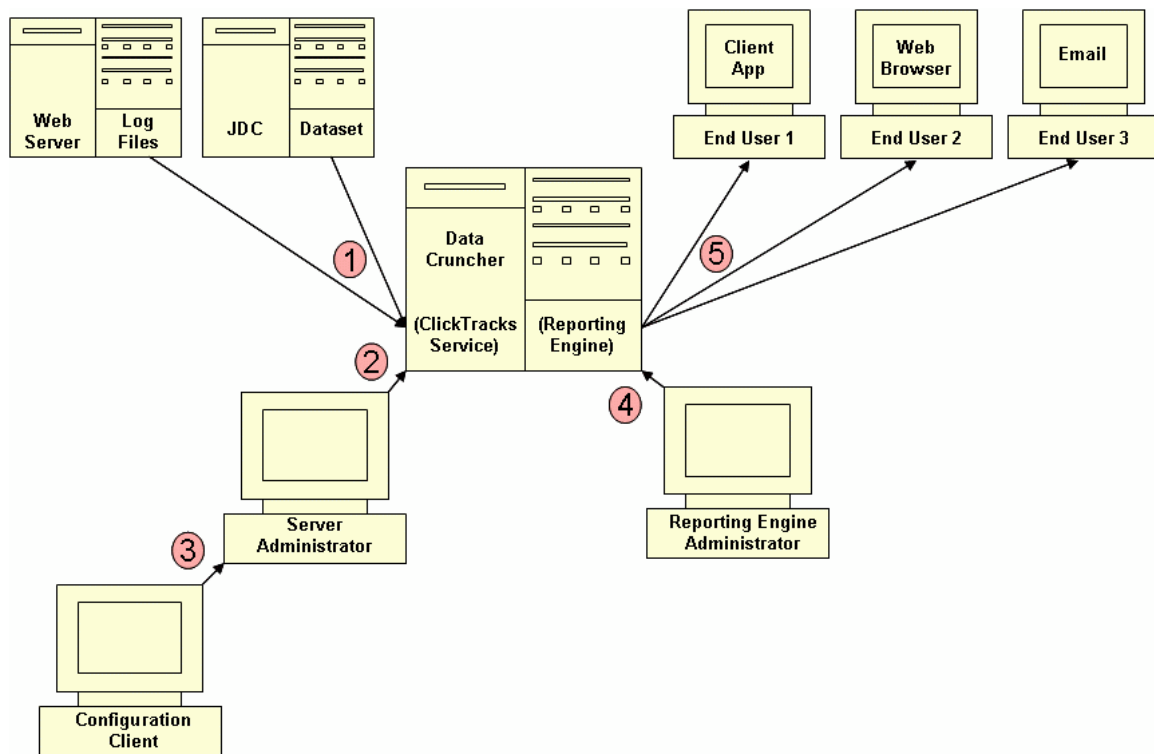 Web
Server
Log
Files
JDC
Dataset
Client
App
End User 1
Web
Browser
End User 2
Email
End User 3
1
Data
Cruncher
(ClickTracks
Service)
(Reporting
Engine)
5
2
4
Server
Administrator
Reporting Engine
Administrator
3
Configuration
Client